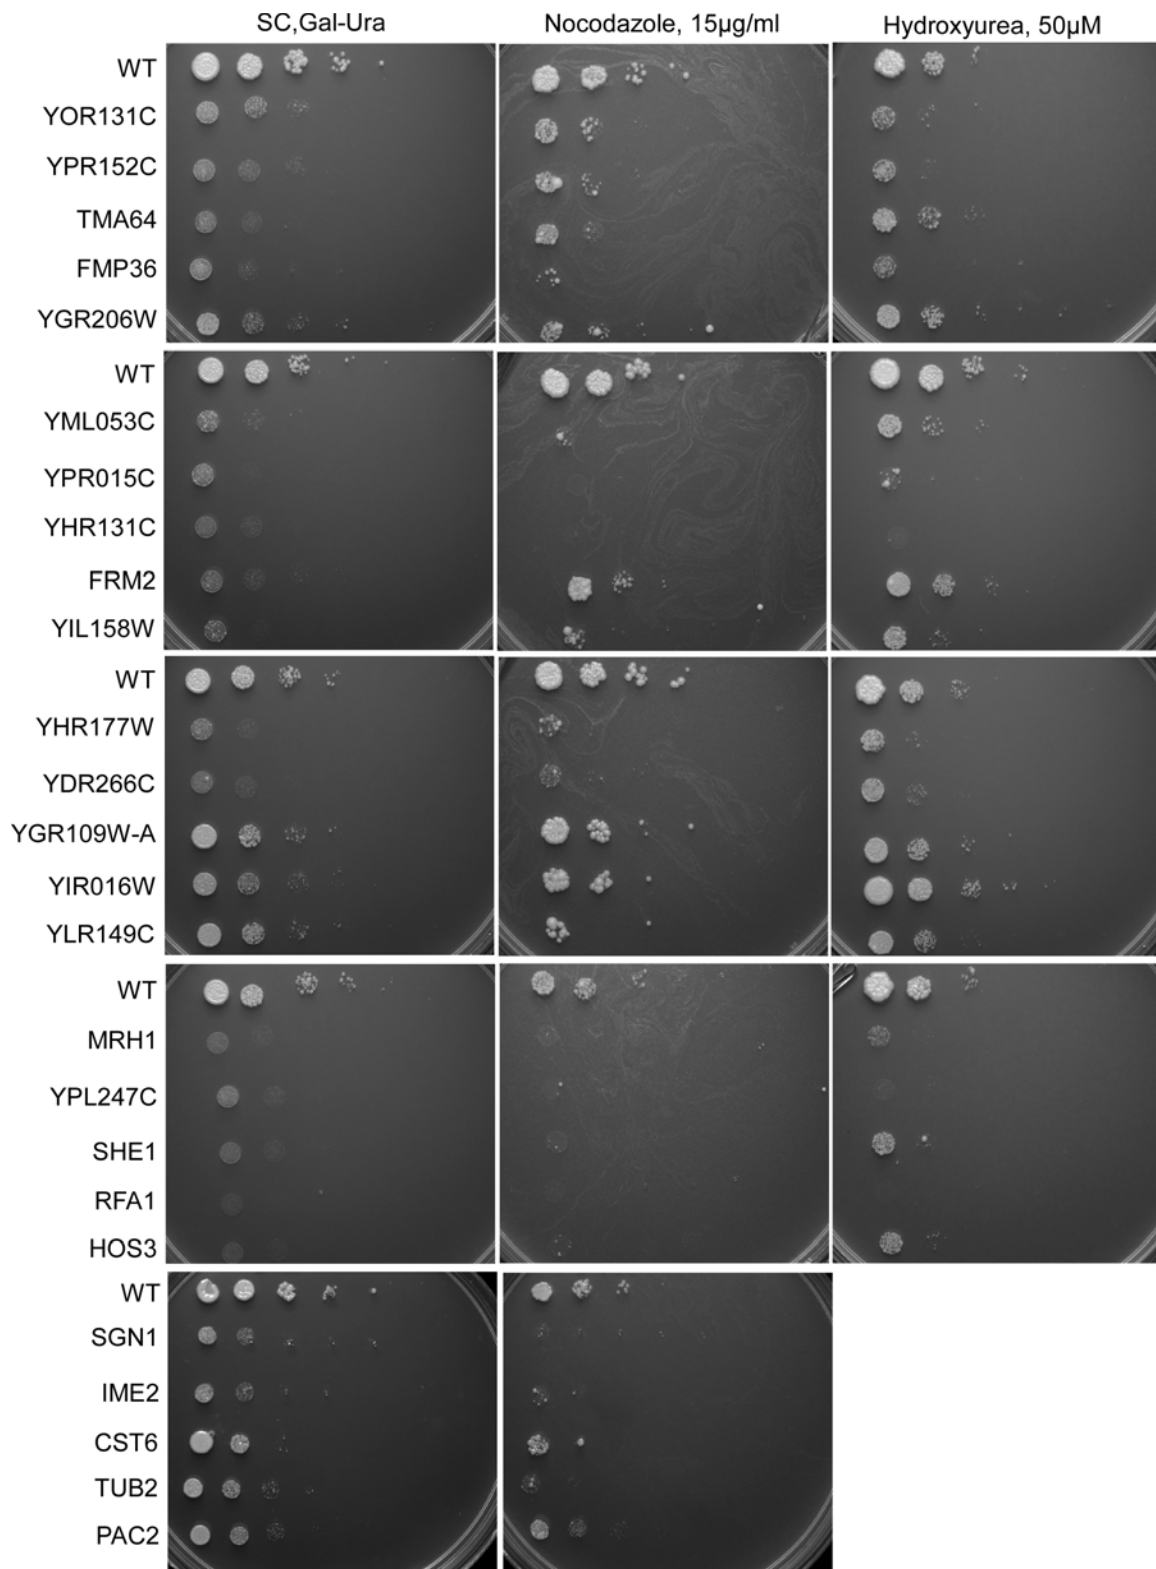 SC,Gal-Ura Nocodazole, 15µg/ml Hydroxyurea, 50µM
WT
YOR131C
YPR152C
TMA64
FMP36
YGR206W
WT
YML053C
YPR015C
YHR131C
FRM2
YIL158W
WT
YHR177W
YDR266C
YGR109W-A
YIR016W
YLR149C
WT
MRH1
YPL247C
SHE1
RFA1
HOS3
WT
SGN1
IME2
CST6
TUB2
PAC2